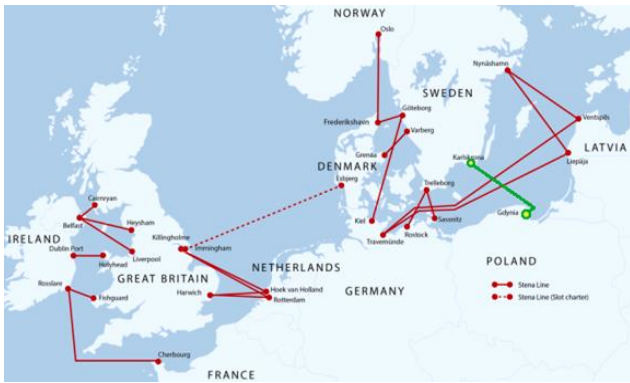 NORWAY
Oslo
Nynäshamn
SWEDEN
Frederikshavn
Göteborg
Varberg
Ventspils
LATVIA
Liepāja
Grenaa
DENMARK
Esbjerg
Karlskrona
Trelleborg
Kiel
Travemünde
Rostock
Sassnitz
Gdynia
Cairnryan
Belfast
Heysham
IRELAND
Dublin Port
Holyhead
Liverpool
Killingholme
Immingham
GREAT BRITAIN
NETHERLANDS
Hoek van Holland
Rotterdam
Harwich
GERMANY
POLAND
Rosslare
Fishguard
Cherbourg
FRANCE
Stena Line
Stena Line (Slot charter)